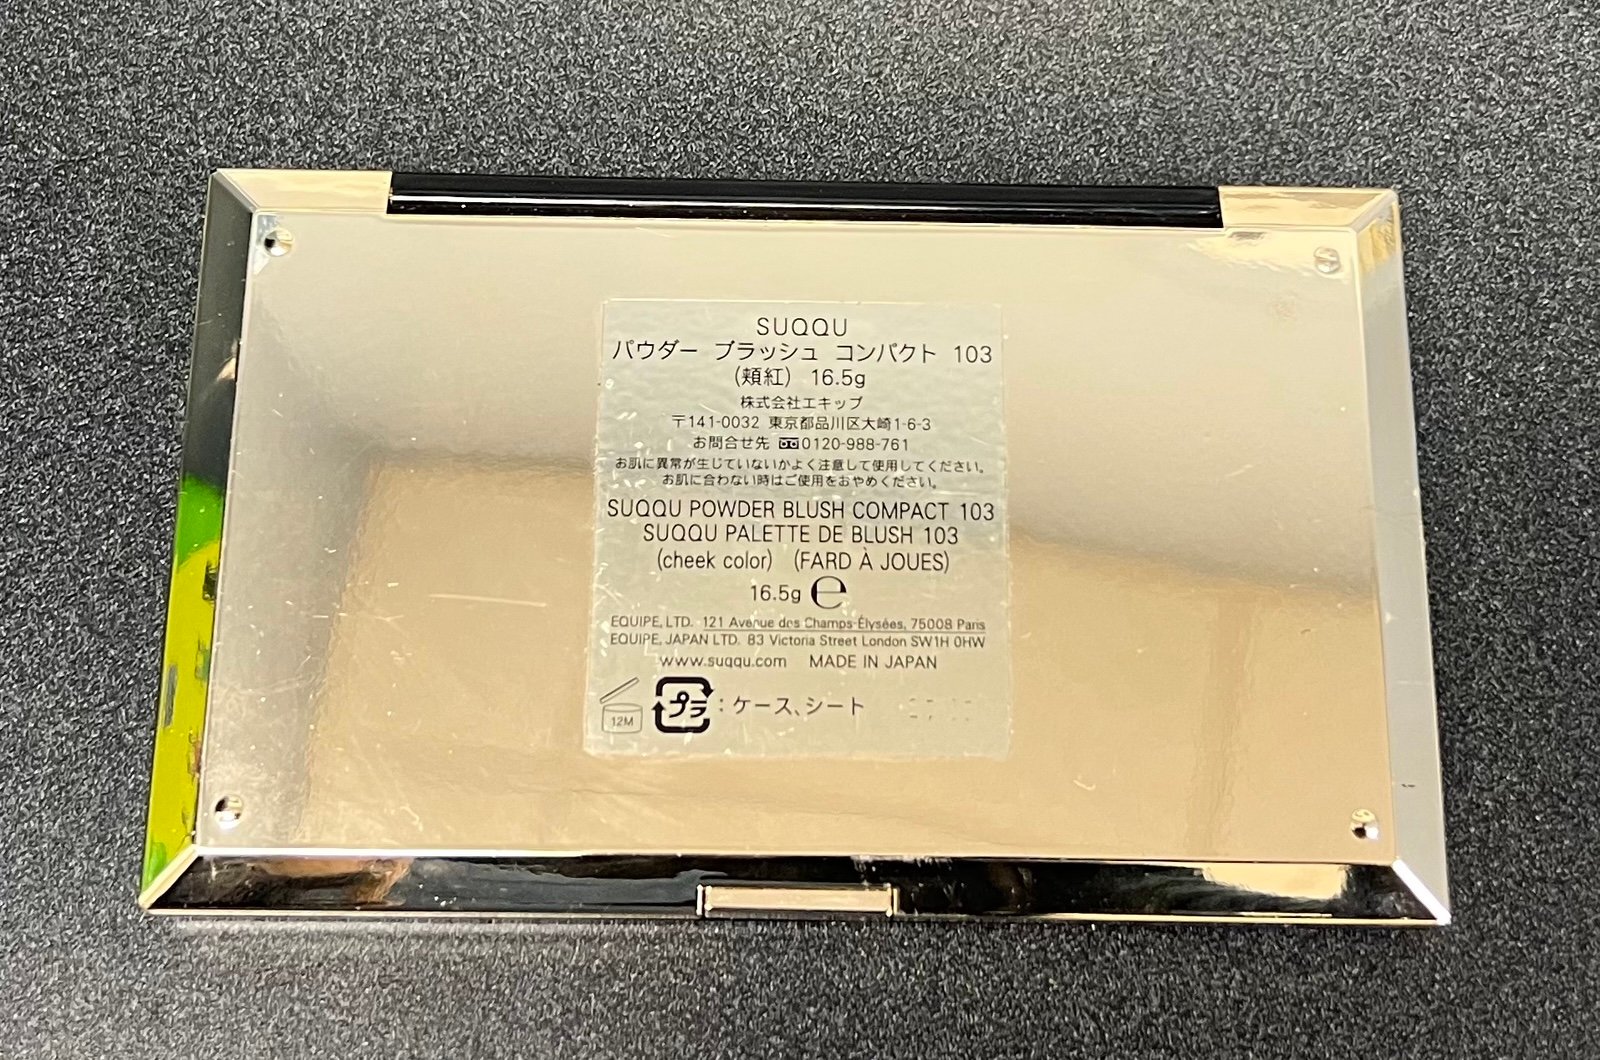 SUQQU
パウダー ブラッシュ コンパクト 103
(頬紅) 16.5g
株式会社エキップ
〒141-0032 東京都品川区大崎1-6-3
お問合せ先 0120-988-761
お肌に異常が生じていないかよく注意して使用してください。
お肌に合わない時はご使用をおやめください。
SUQQU POWDER BLUSH COMPACT 103
SUQQU PALETTE DE BLUSH 103
(cheek color) (FARD À JOUES)
16.5g ℮
EQUIPE, LTD. 121 Avenue des Champs-Élysées, 75008 Paris
EQUIPE, JAPAN LTD. 83 Victoria Street London SW1H 0HW
www.suqqu.com MADE IN JAPAN
12M プラ : ケース、シート